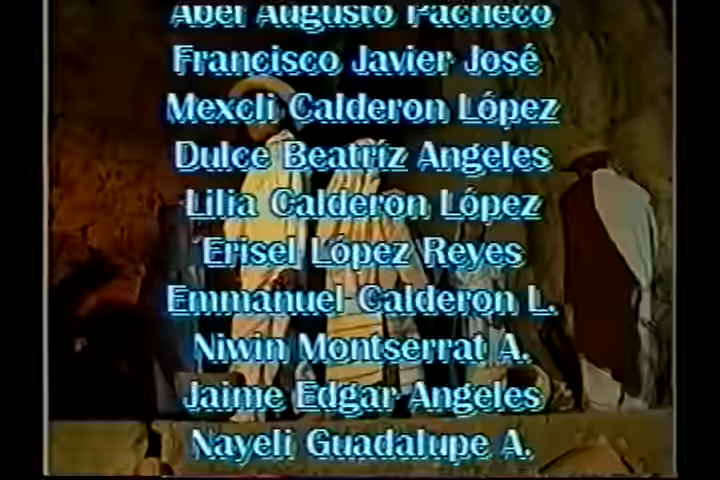 Abel Augusto Pacheco
Francisco Javier José
Mexcli Calderon López
Dulce Beatríz Angeles
Lilia Calderon López
Erisel López Reyes
Emmanuel Calderon L.
Niwin Montserrat A.
Jaime Edgar Angeles
Nayeli Guadalupe A.